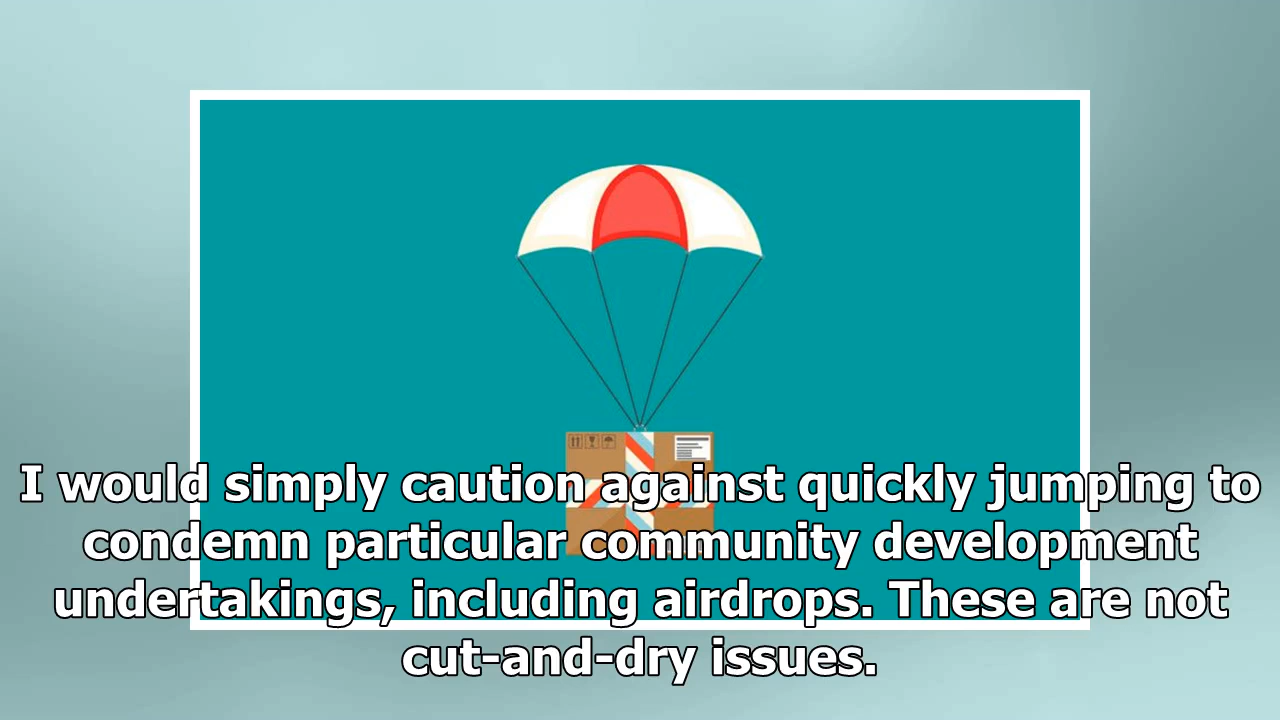 I would simply caution against quickly jumping to
condemn particular community development
undertakings, including airdrops. These are not
cut-and-dry issues.